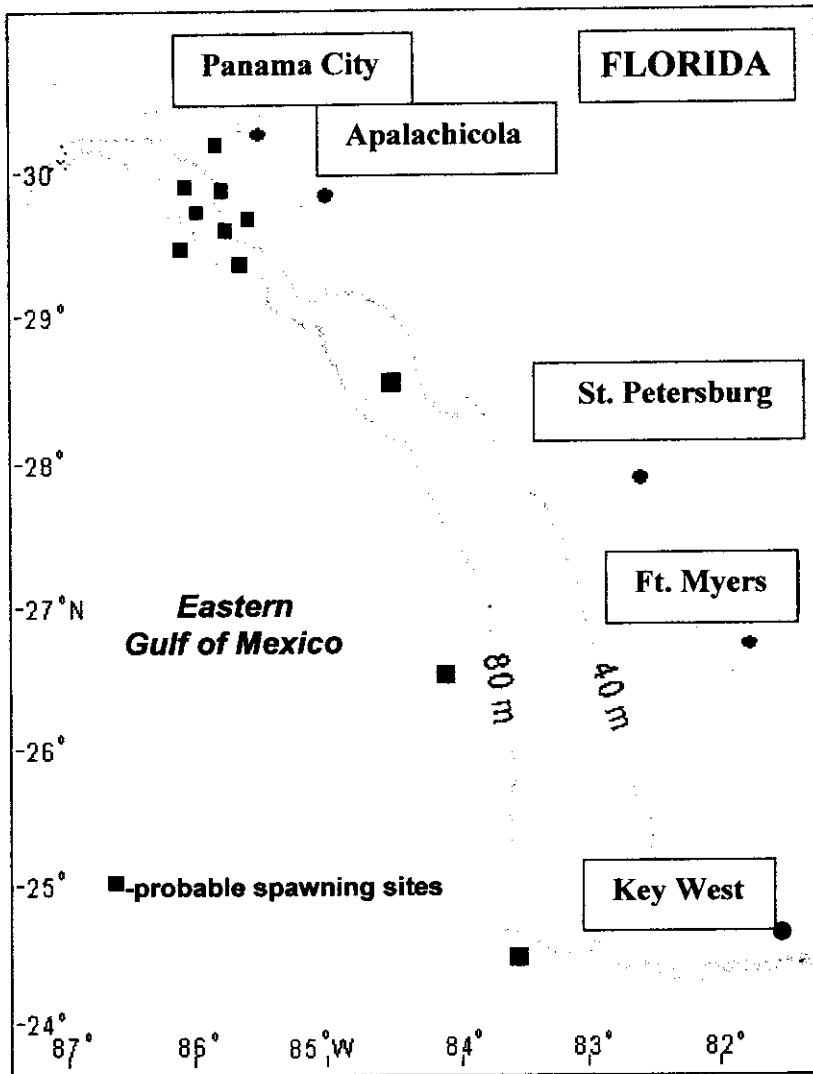 Panama City
FLORIDA
Apalachicola
-30°
-29°
St. Petersburg
-28°
Ft. Myers
-27°N
Eastern
Gulf of Mexico
80 m
40 m
-26°
-25°
■-probable spawning sites
Key West
-24°
87° 86° 85°W 84° 83° 82°